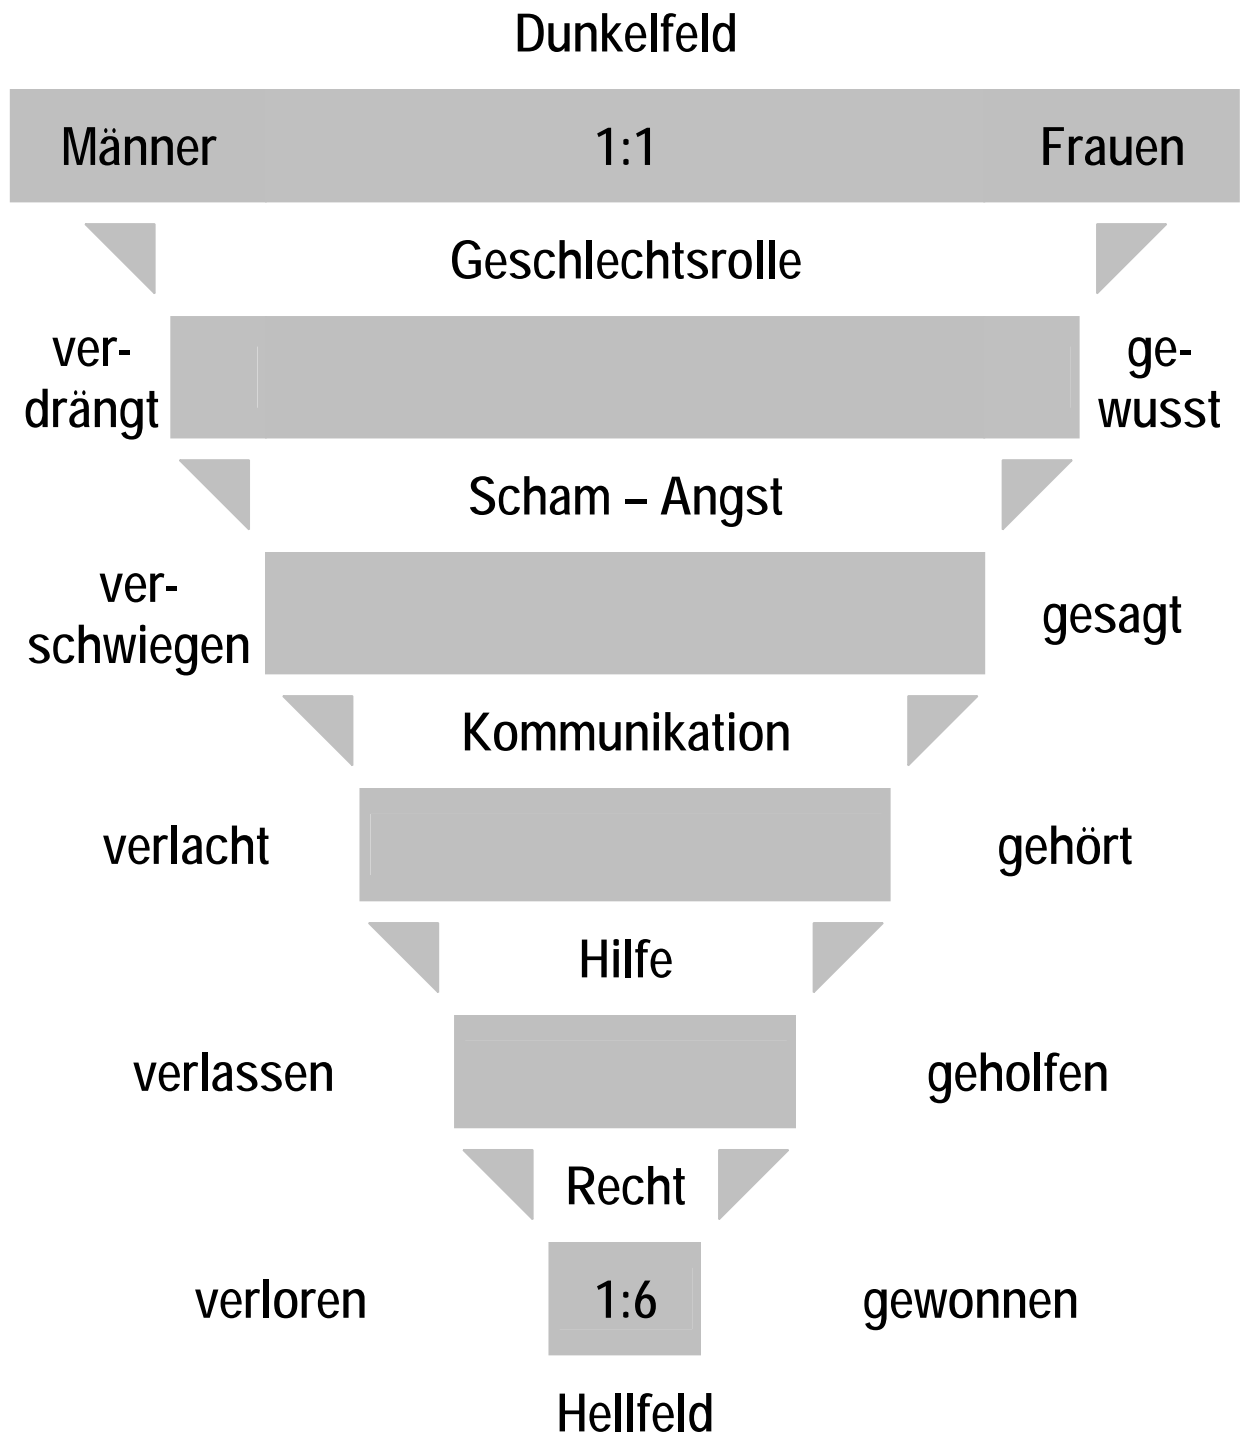 Dunkelfeld
Männer 1:1 Frauen
Geschlechtsrolle
ver-
drängt
ge-
wusst
Scham – Angst
ver-
schwiegen
gesagt
Kommunikation
verlacht gehört
Hilfe
verlassen geholfen
Recht
verloren 1:6 gewonnen
Hellfeld